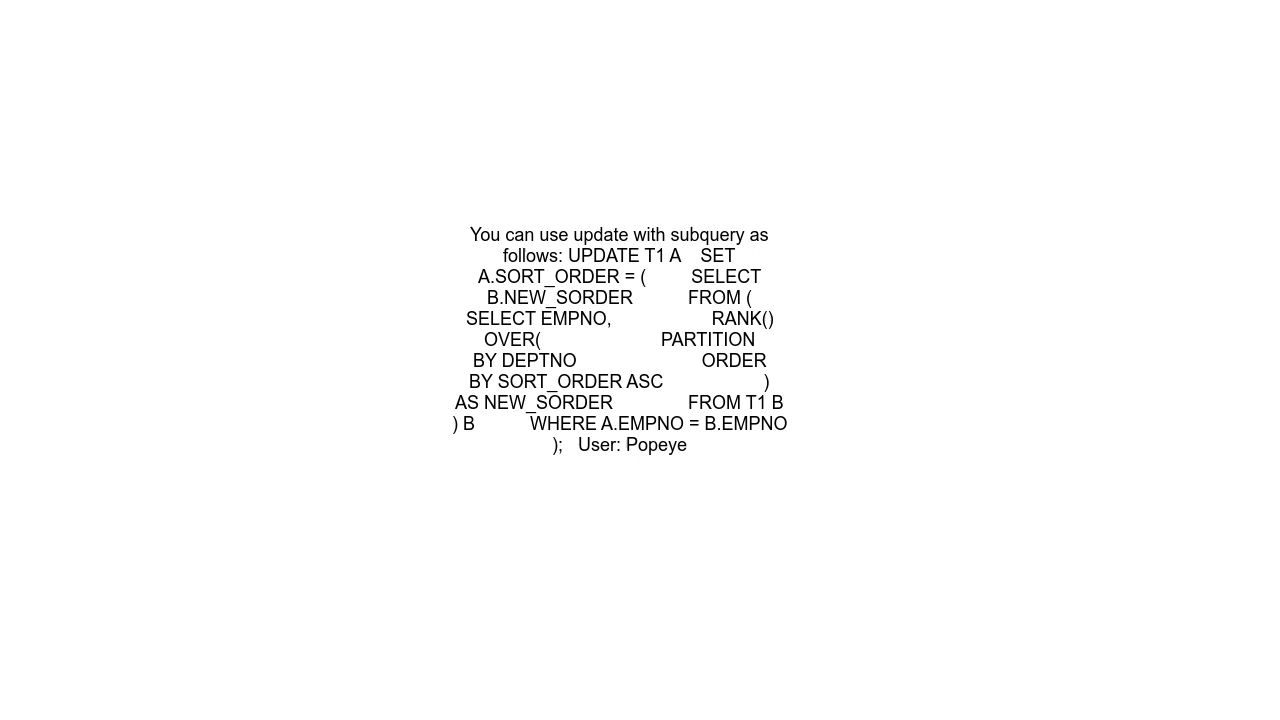 You can use update with subquery as
follows: UPDATE T1 A    SET
A.SORT_ORDER = (         SELECT
B.NEW_SORDER           FROM (
SELECT EMPNO,                    RANK()
OVER(                        PARTITION
BY DEPTNO                         ORDER
BY SORT_ORDER ASC                    )
AS NEW_SORDER               FROM T1 B
) B           WHERE A.EMPNO = B.EMPNO
);   User: Popeye